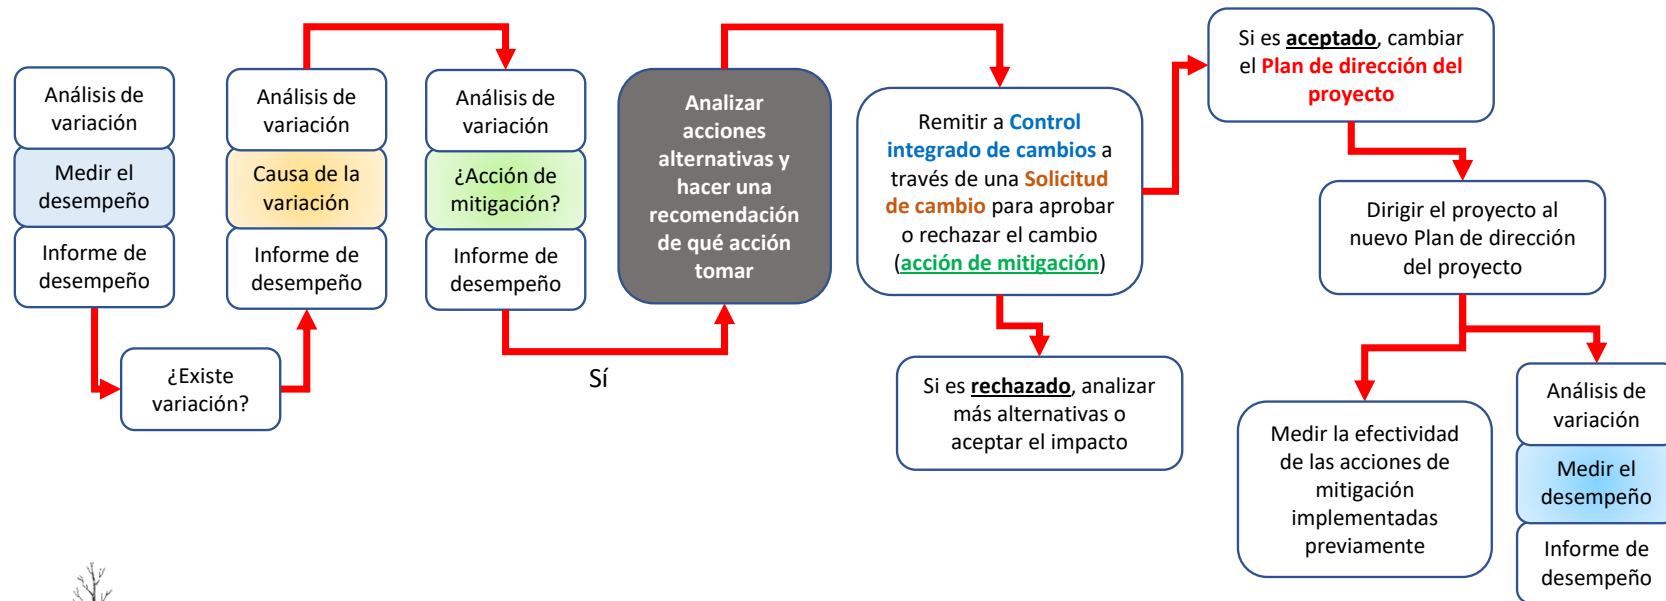 Análisis de
variación
Medir el
desempeño
Informe de
desempeño
¿Existe
variación?
Análisis de
variación
Causa de la
variación
Informe de
desempeño
Análisis de
variación
¿Acción de
mitigación?
Informe de
desempeño
Sí
Analizar
acciones
alternativas y
hacer una
recomendación
de qué acción
tomar
Remitir a Control
integrado de cambios a
través de una Solicitud
de cambio para aprobar
o rechazar el cambio
(acción de mitigación)
Si es rechazado, analizar
más alternativas o
aceptar el impacto
Si es aceptado, cambiar
el Plan de dirección del
proyecto
Dirigir el proyecto al
nuevo Plan de dirección
del proyecto
Medir la efectividad
de las acciones de
mitigación
implementadas
previamente
Análisis de
variación
Medir el
desempeño
Informe de
desempeño